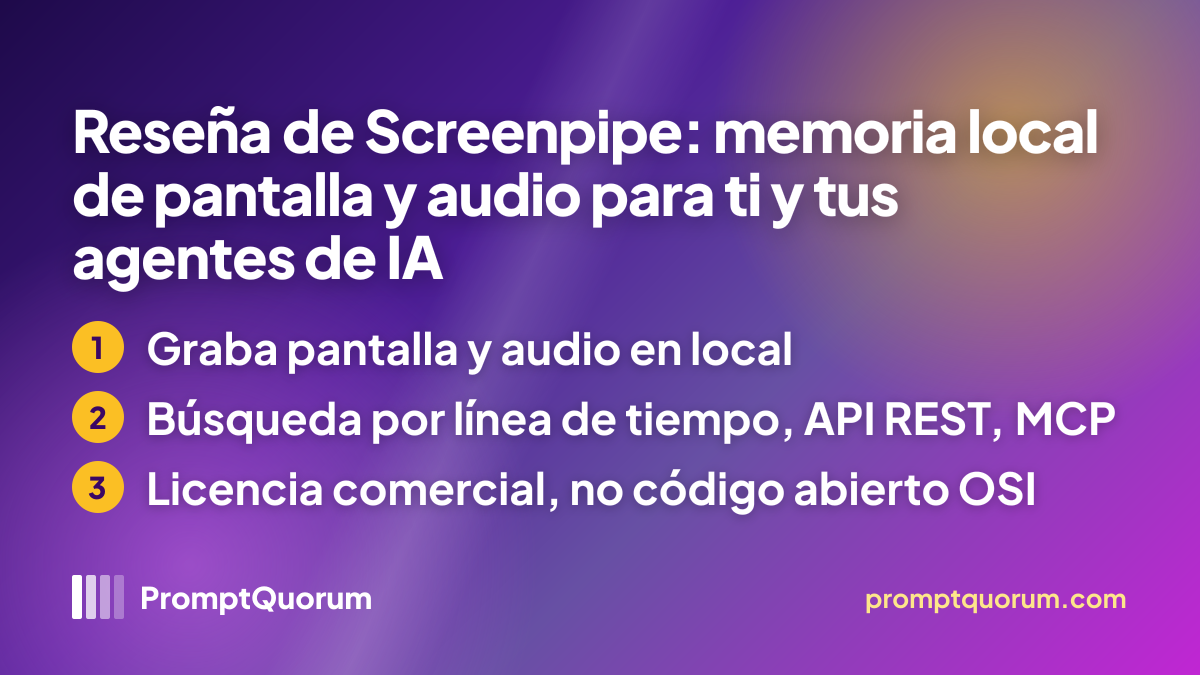 Reseña de Screenpipe: memoria local
de pantalla y audio para ti y tus
agentes de IA
1 Graba pantalla y audio en local
2 Búsqueda por línea de tiempo, API REST, MCP
3 Licencia comercial, no código abierto OSI
PromptQuorum
promptquorum.com